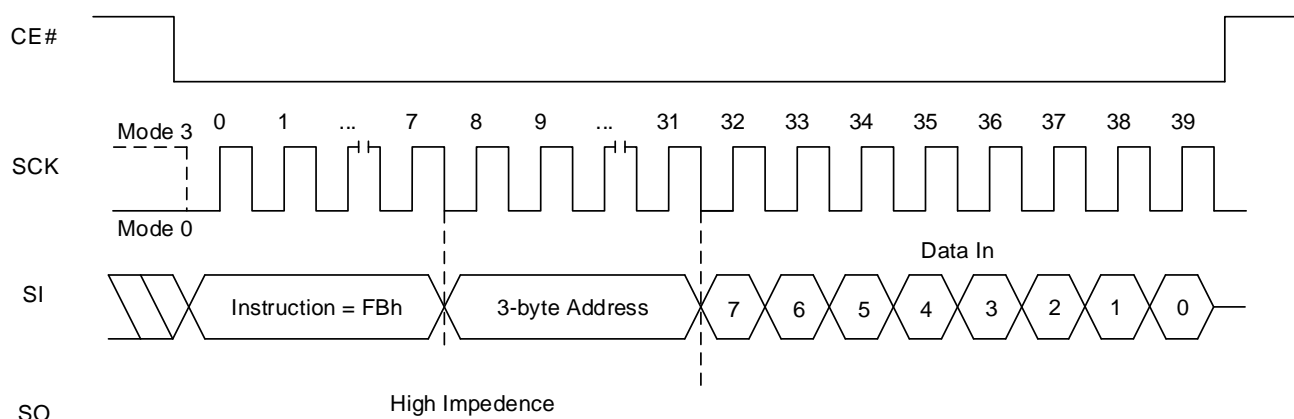 CE#
0 1 ... 7 8 9 ... 31 32 33 34 35 36 37 38 39
Mode 3
SCK
Mode 0
Data In
SI Instruction = FBh 3-byte Address 7 6 5 4 3 2 1 0
High Impedence
SO